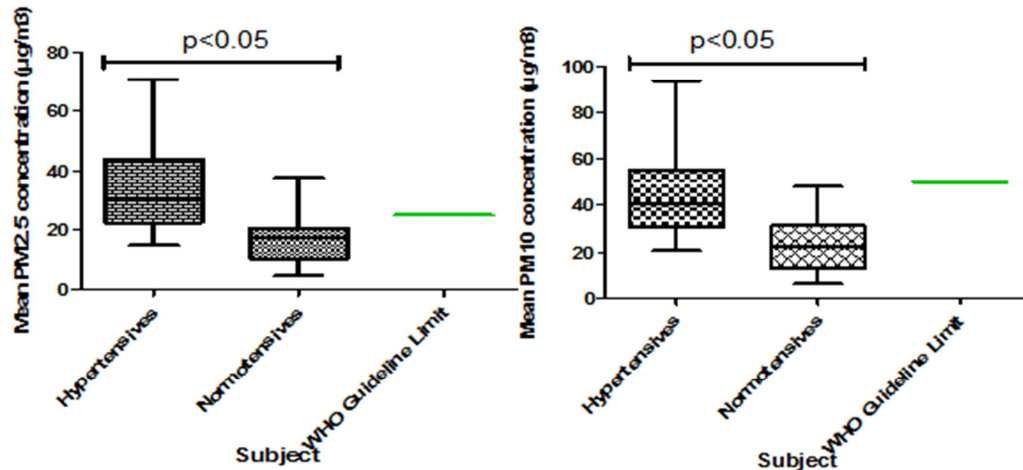 p<0.05
Mean PM2.5 concentration (µg/m3)
80
60
40
20
0
Hypertensives
Normotensives
WHO Guideline Limit
Subject
p<0.05
Mean PM10 concentration (µg/m3)
100
80
60
40
20
0
Hypertensives
Normotensives
WHO Guideline Limit
Subject